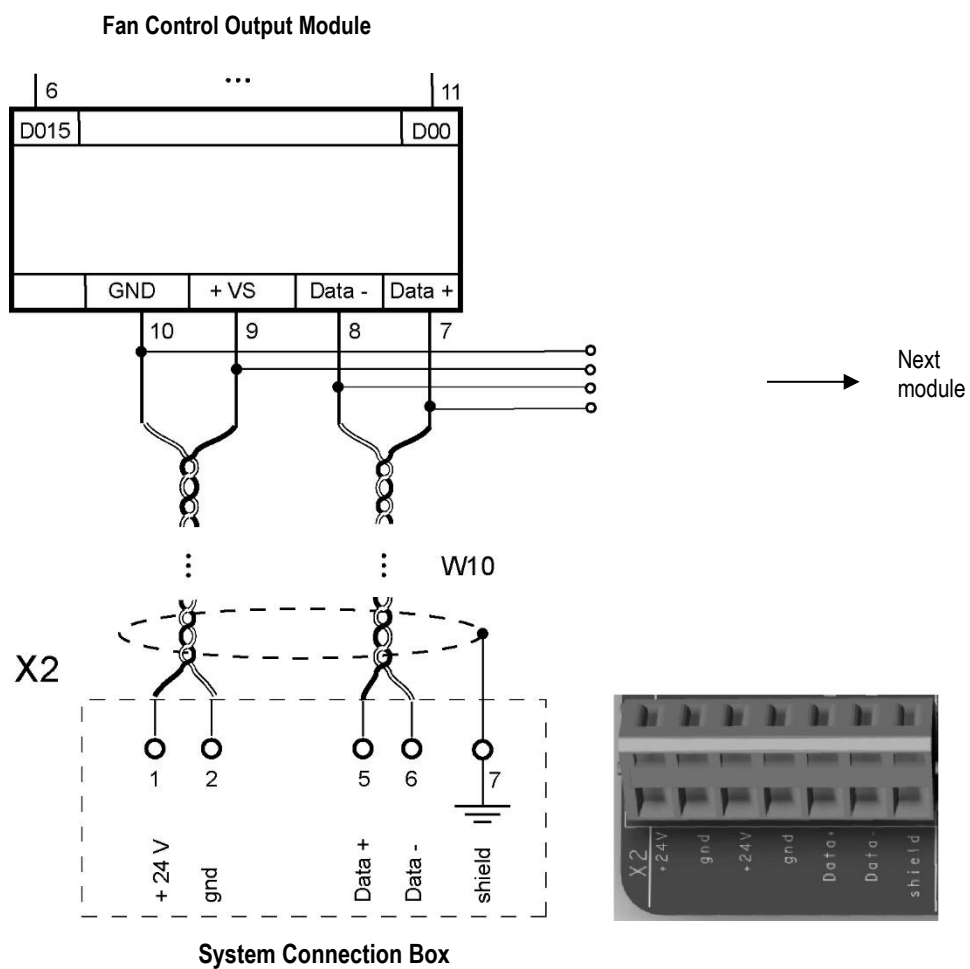 Fan Control Output Module
6 ... 11
D015 D00
GND +VS Data - Data +
10 9 8 7
Next
module
W10
X2
1 2 5 6 7
+ 24 V
gnd
Data +
Data -
shield
X2
+24V
gnd
+24V
gnd
Data+
Data-
shield
System Connection Box